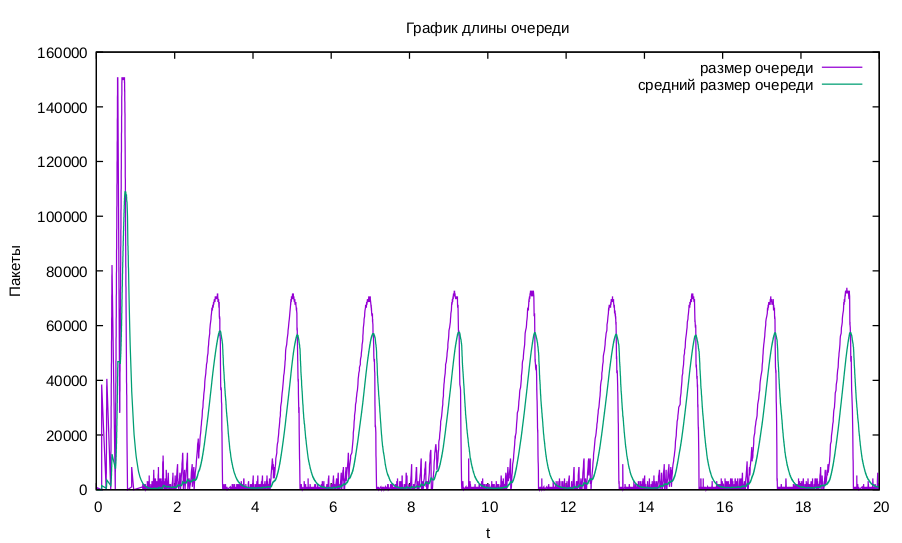 График длины очереди
размер очереди
средний размер очереди
160000
140000
120000
100000
80000
60000
40000
20000
0
Пакеты
0 2 4 6 8 10 12 14 16 18 20
t